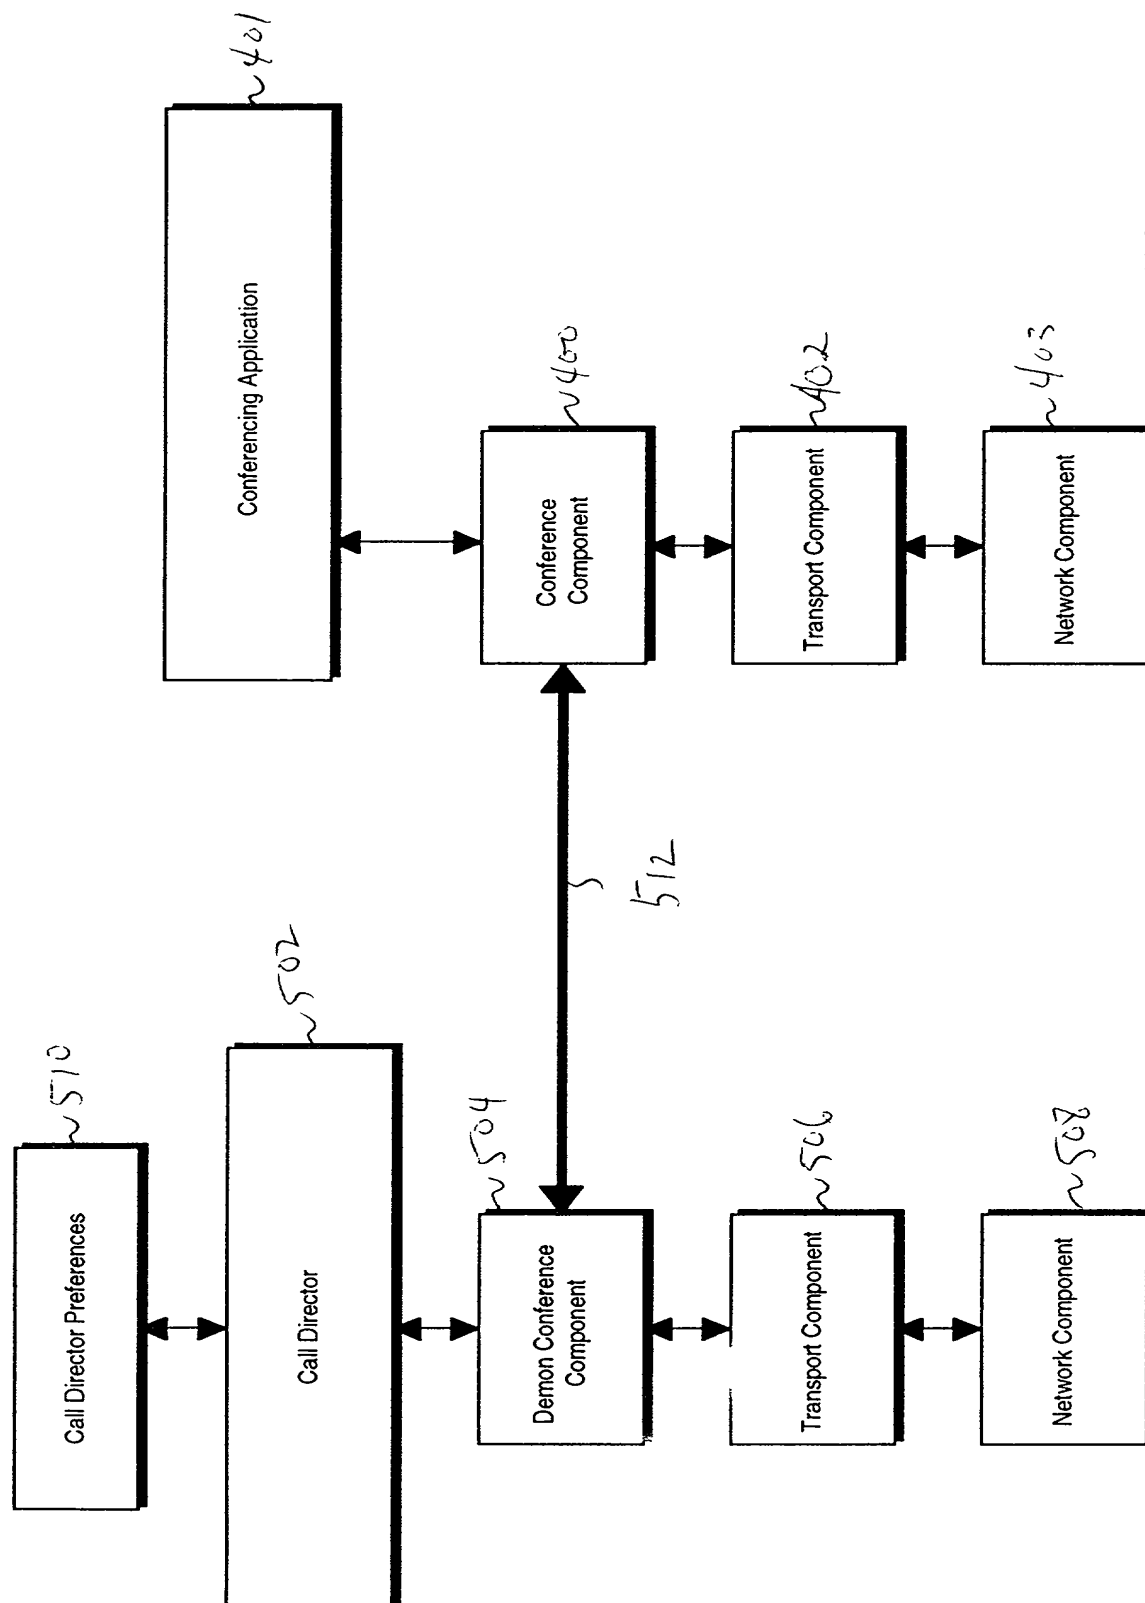 Call Director Preferences
510
Call Director
502
Demon Conference
Component
504
Transport Component
506
Network Component
508
512
Conferencing Application
401
Conference
Component
400
Transport Component
402
Network Component
403